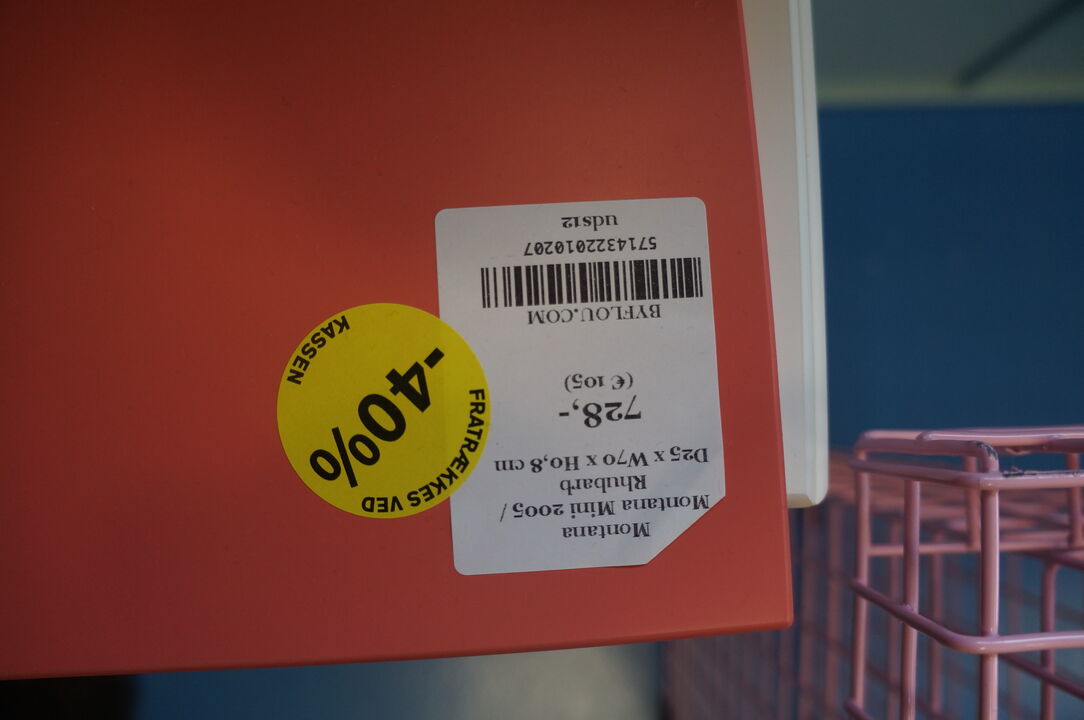 Montana
Montana Mini 2005 /
Rhubarb
D25 x W70 x H0,8 cm
728,-
(€ 105)
BYFLOU.COM
5714322010207
uds12
FRATRÆKKES VED
KASSEN
-40%